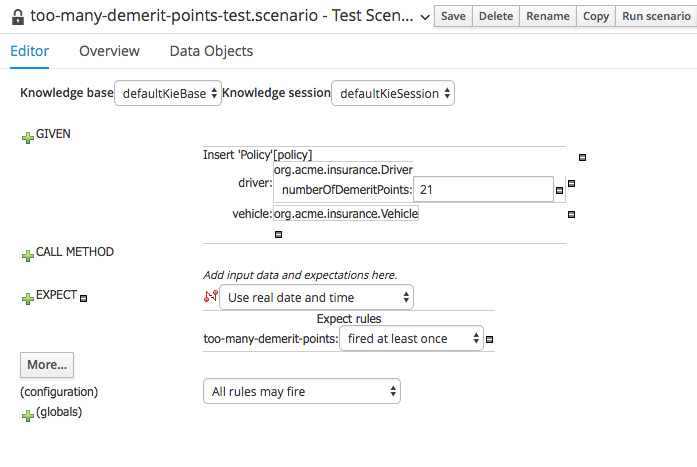 too-many-demerit-points-test.scenario - Test Scen...
Save Delete Rename Copy Run scenario
Editor Overview Data Objects
Knowledge base defaultKieBase Knowledge session defaultKieSession
GIVEN
Insert 'Policy'[policy]
org.acme.insurance.Driver
driver: numberOfDemeritPoints: 21
vehicle: org.acme.insurance.Vehicle
CALL METHOD
Add input data and expectations here.
EXPECT Use real date and time
Expect rules
too-many-demerit-points: fired at least once
More...
(configuration) All rules may fire
(globals)